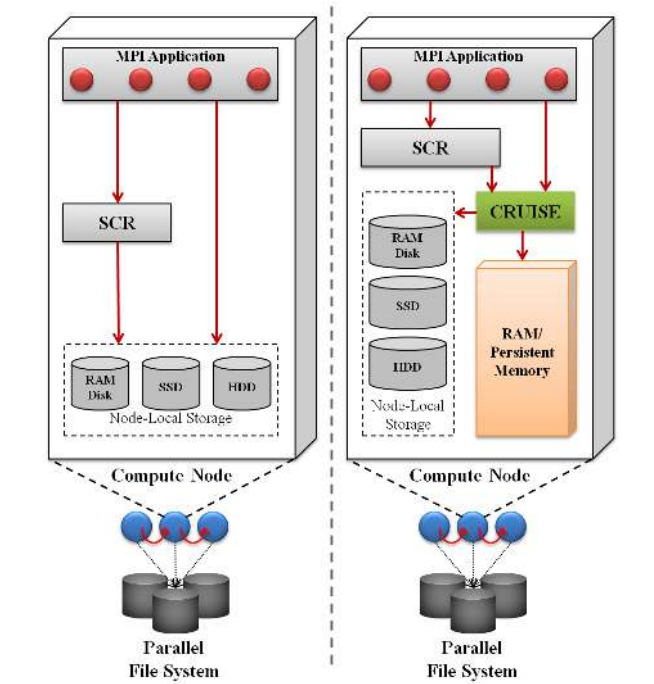 MPI Application
SCR
RAM
Disk
SSD
HDD
Node-Local Storage
Compute Node
Parallel
File System
MPI Application
SCR
CRUISE
RAM
Disk
SSD
HDD
Node-Local
Storage
RAM/
Persistent
Memory
Compute Node
Parallel
File System